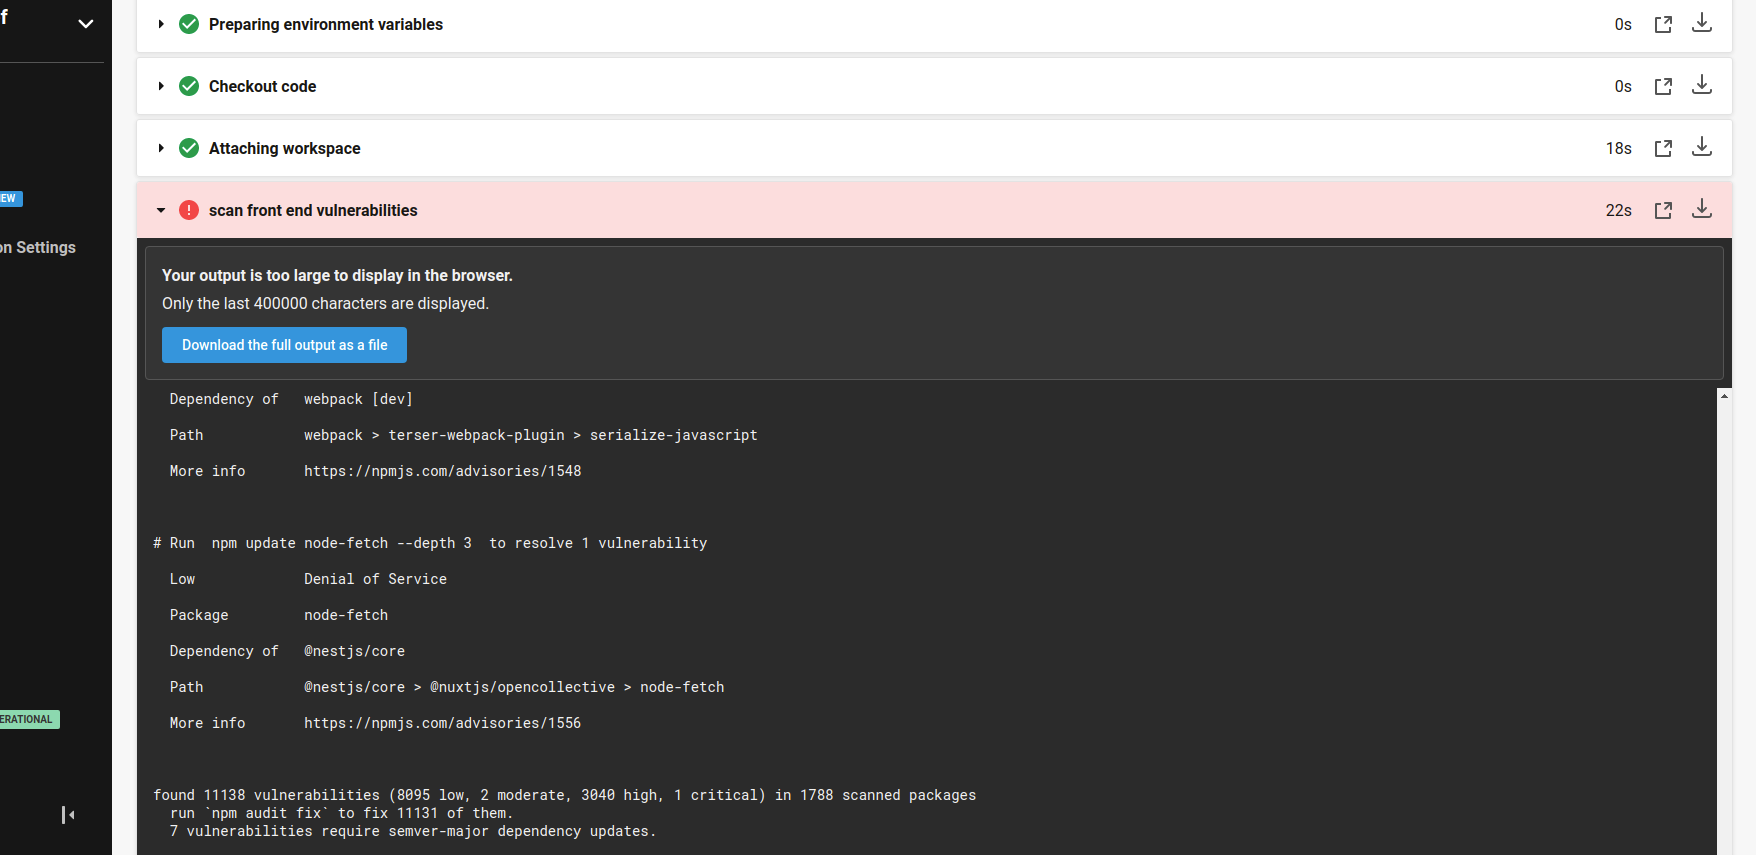 f
Preparing environment variables 0s
Checkout code 0s
Attaching workspace 18s
EW
scan front end vulnerabilities 22s
on Settings
Your output is too large to display in the browser.
Only the last 400000 characters are displayed.
Download the full output as a file
Dependency of webpack [dev]
Path webpack > terser-webpack-plugin > serialize-javascript
More info https://npmjs.com/advisories/1548
# Run npm update node-fetch --depth 3 to resolve 1 vulnerability
Low Denial of Service
Package node-fetch
Dependency of @nestjs/core
Path @nestjs/core > @nuxtjs/opencollective > node-fetch
ERATIONAL
More info https://npmjs.com/advisories/1556
found 11138 vulnerabilities (8095 low, 2 moderate, 3040 high, 1 critical) in 1788 scanned packages
run `npm audit fix` to fix 11131 of them.
7 vulnerabilities require semver-major dependency updates.